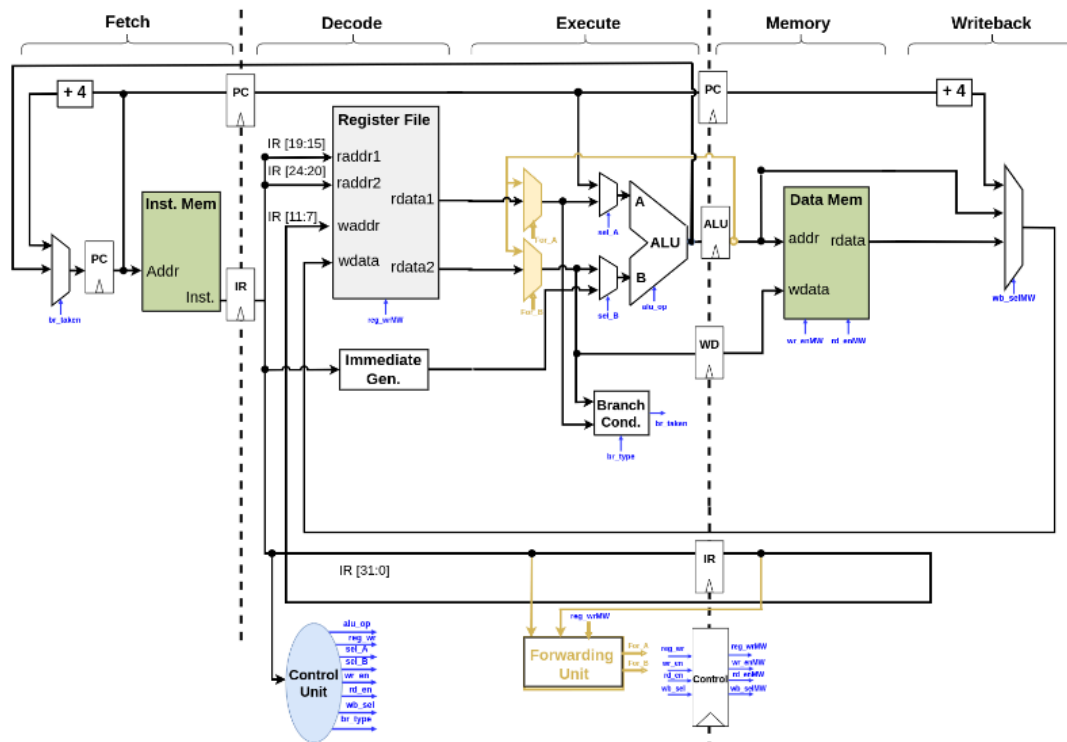 Fetch
Decode
Execute
Memory
Writeback
+ 4
PC
PC
+ 4
Register File
IR [19:15]
raddr1
IR [24:20]
raddr2
rdata1
IR [11:7]
waddr
wdata
rdata2
reg_wrMW
Inst. Mem
Addr
Inst.
PC
br_taken
IR
For_A
For_B
sel_A
sel_B
A
B
ALU
alu_op
ALU
Data Mem
addr
rdata
wdata
wr_enMW
rd_enMW
wb_selMW
WD
Immediate
Gen.
Branch
Cond.
br_taken
br_type
IR
IR [31:0]
Control
Unit
alu_op
reg_wr
sel_A
sel_B
wr_en
rd_en
wb_sel
br_type
reg_wrMW
Forwarding
Unit
For_A
For_B
reg_wr
wr_en
rd_en
wb_sel
Control
reg_wrMW
wr_enMW
rd_enMW
wb_selMW